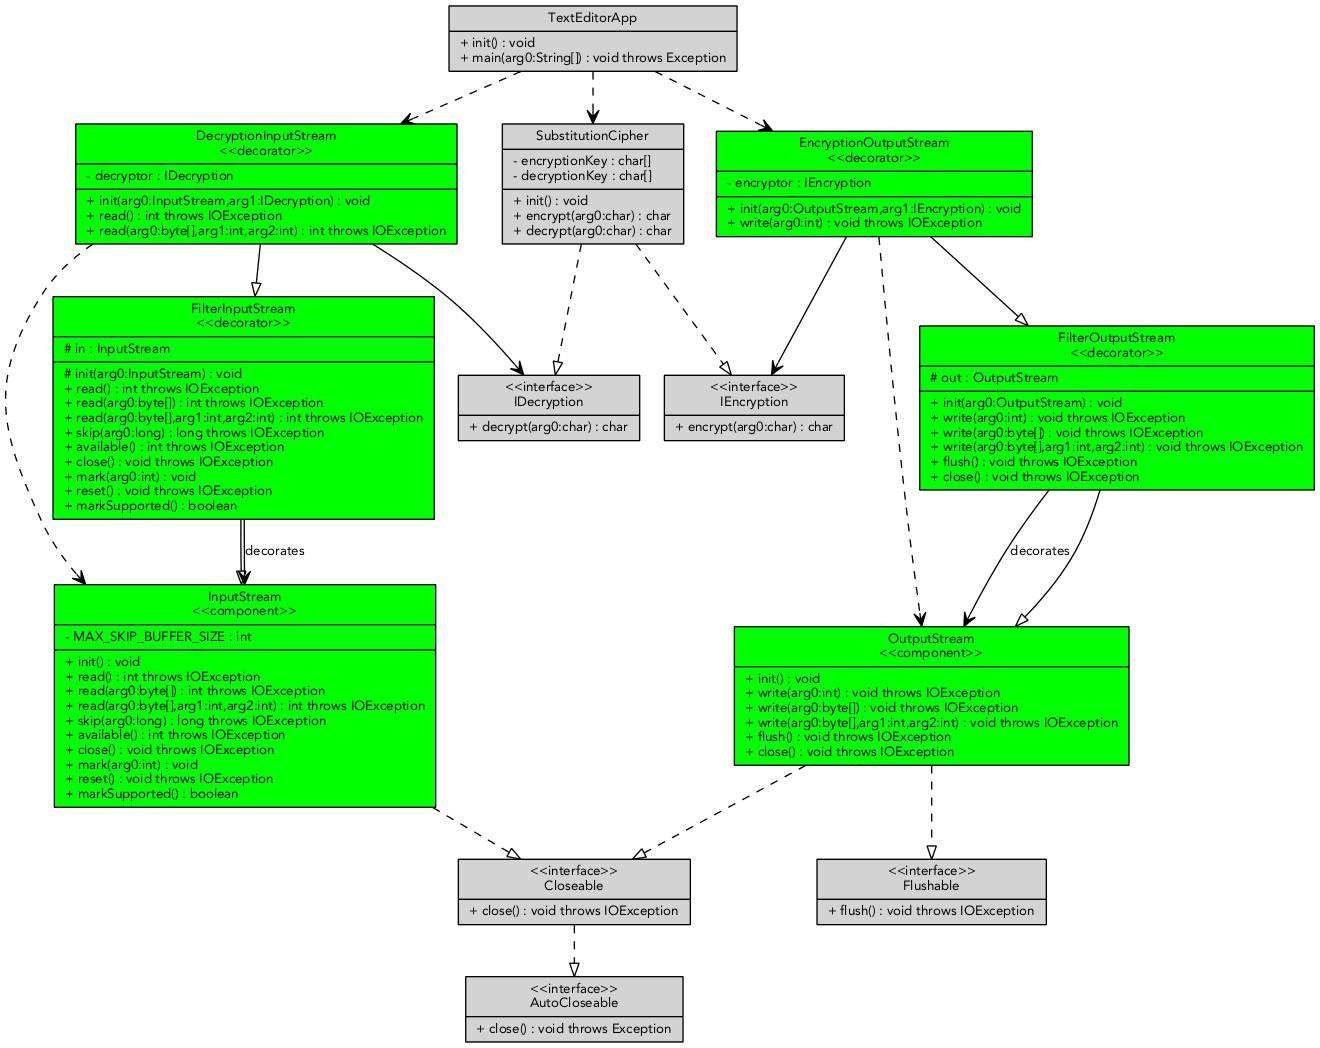 TextEditorApp
+ init() : void
+ main(arg0:String[]) : void throws Exception
DecryptionInputStream
<<decorator>>
- decryptor : IDecryption
+ init(arg0:InputStream,arg1:IDecryption) : void
+ read() : int throws IOException
+ read(arg0:byte[],arg1:int,arg2:int) : int throws IOException
SubstitutionCipher
- encryptionKey : char[]
- decryptionKey : char[]
+ init() : void
+ encrypt(arg0:char) : char
+ decrypt(arg0:char) : char
EncryptionOutputStream
<<decorator>>
- encryptor : IEncryption
+ init(arg0:OutputStream,arg1:IEncryption) : void
+ write(arg0:int) : void throws IOException
FilterInputStream
<<decorator>>
# in : InputStream
# init(arg0:InputStream) : void
+ read() : int throws IOException
+ read(arg0:byte[]) : int throws IOException
+ read(arg0:byte[],arg1:int,arg2:int) : int throws IOException
+ skip(arg0:long) : long throws IOException
+ available() : int throws IOException
+ close() : void throws IOException
+ mark(arg0:int) : void
+ reset() : void throws IOException
+ markSupported() : boolean
<<interface>>
IDecryption
+ decrypt(arg0:char) : char
<<interface>>
IEncryption
+ encrypt(arg0:char) : char
FilterOutputStream
<<decorator>>
# out : OutputStream
+ init(arg0:OutputStream) : void
+ write(arg0:int) : void throws IOException
+ write(arg0:byte[]) : void throws IOException
+ write(arg0:byte[],arg1:int,arg2:int) : void throws IOException
+ flush() : void throws IOException
+ close() : void throws IOException
decorates
decorates
InputStream
<<component>>
- MAX_SKIP_BUFFER_SIZE : int
+ init() : void
+ read() : int throws IOException
+ read(arg0:byte[]) : int throws IOException
+ read(arg0:byte[],arg1:int,arg2:int) : int throws IOException
+ skip(arg0:long) : long throws IOException
+ available() : int throws IOException
+ close() : void throws IOException
+ mark(arg0:int) : void
+ reset() : void throws IOException
+ markSupported() : boolean
OutputStream
<<component>>
+ init() : void
+ write(arg0:int) : void throws IOException
+ write(arg0:byte[]) : void throws IOException
+ write(arg0:byte[],arg1:int,arg2:int) : void throws IOException
+ flush() : void throws IOException
+ close() : void throws IOException
<<interface>>
Closeable
+ close() : void throws IOException
<<interface>>
Flushable
+ flush() : void throws IOException
<<interface>>
AutoCloseable
+ close() : void throws Exception